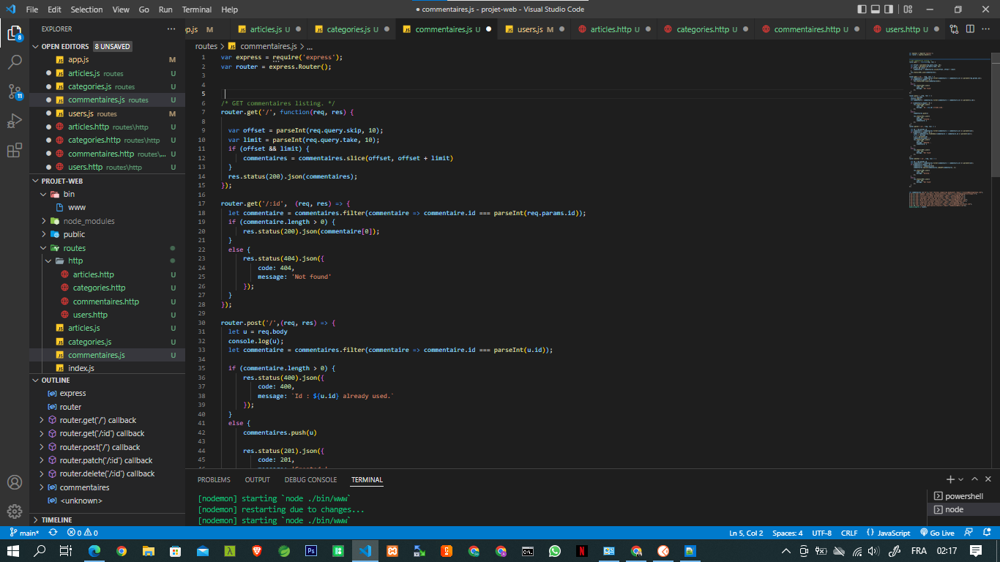 File Edit Selection View Go Run Terminal Help
● commentaires.js - projet-web - Visual Studio Code
EXPLORER
OPEN EDITORS 8 UNSAVED
app.js M
articles.js routes U
categories.js routes U
commentaires.js routes U
users.js routes M
articles.http routes\http U
categories.http routes\http U
commentaires.http routes\... U
users.http routes\http U
PROJET-WEB
bin
www
node_modules
public
routes
http
articles.http U
categories.http U
commentaires.http U
users.http U
articles.js U
categories.js U
commentaires.js U
index.js
OUTLINE
express
router
router.get('/') callback
router.get('/:id') callback
router.post('/') callback
router.patch('/:id') callback
router.delete('/:id') callback
commentaires
<unknown>
TIMELINE
pp.js M articles.js U categories.js U commentaires.js U users.js M articles.http U categories.http U commentaires.http U users.http U
routes > commentaires.js > ...
1 var express = require('express');
2 var router = express.Router();
3
4
5
6 /* GET commentaires listing. */
7 router.get('/', function(req, res) {
8
9 var offset = parseInt(req.query.skip, 10);
10 var limit = parseInt(req.query.take, 10);
11 if (offset && limit) {
12 commentaires = commentaires.slice(offset, offset + limit)
13 }
14 res.status(200).json(commentaires);
15 });
16
17 router.get('/:id', (req, res) => {
18 let commentaire = commentaires.filter(commentaire => commentaire.id === parseInt(req.params.id));
19 if (commentaire.length > 0) {
20 res.status(200).json(commentaire[0]);
21 }
22 else {
23 res.status(404).json({
24 code: 404,
25 message: 'Not found'
26 });
27 }
28 });
29
30 router.post('/',(req, res) => {
31 let u = req.body
32 console.log(u);
33 let commentaire = commentaires.filter(commentaire => commentaire.id === parseInt(u.id));
34
35 if (commentaire.length > 0) {
36 res.status(400).json({
37 code: 400,
38 message: `Id : ${u.id} already used.`
39 });
40 }
41 else {
42 commentaires.push(u)
43
44 res.status(201).json({
45 code: 201,
PROBLEMS OUTPUT DEBUG CONSOLE TERMINAL
[nodemon] starting `node ./bin/www`
[nodemon] restarting due to changes...
[nodemon] starting `node ./bin/www`
powershell
node
main* 0 0 Ln 5, Col 2 Spaces: 4 UTF-8 CRLF JavaScript Go Live
FRA 02:17